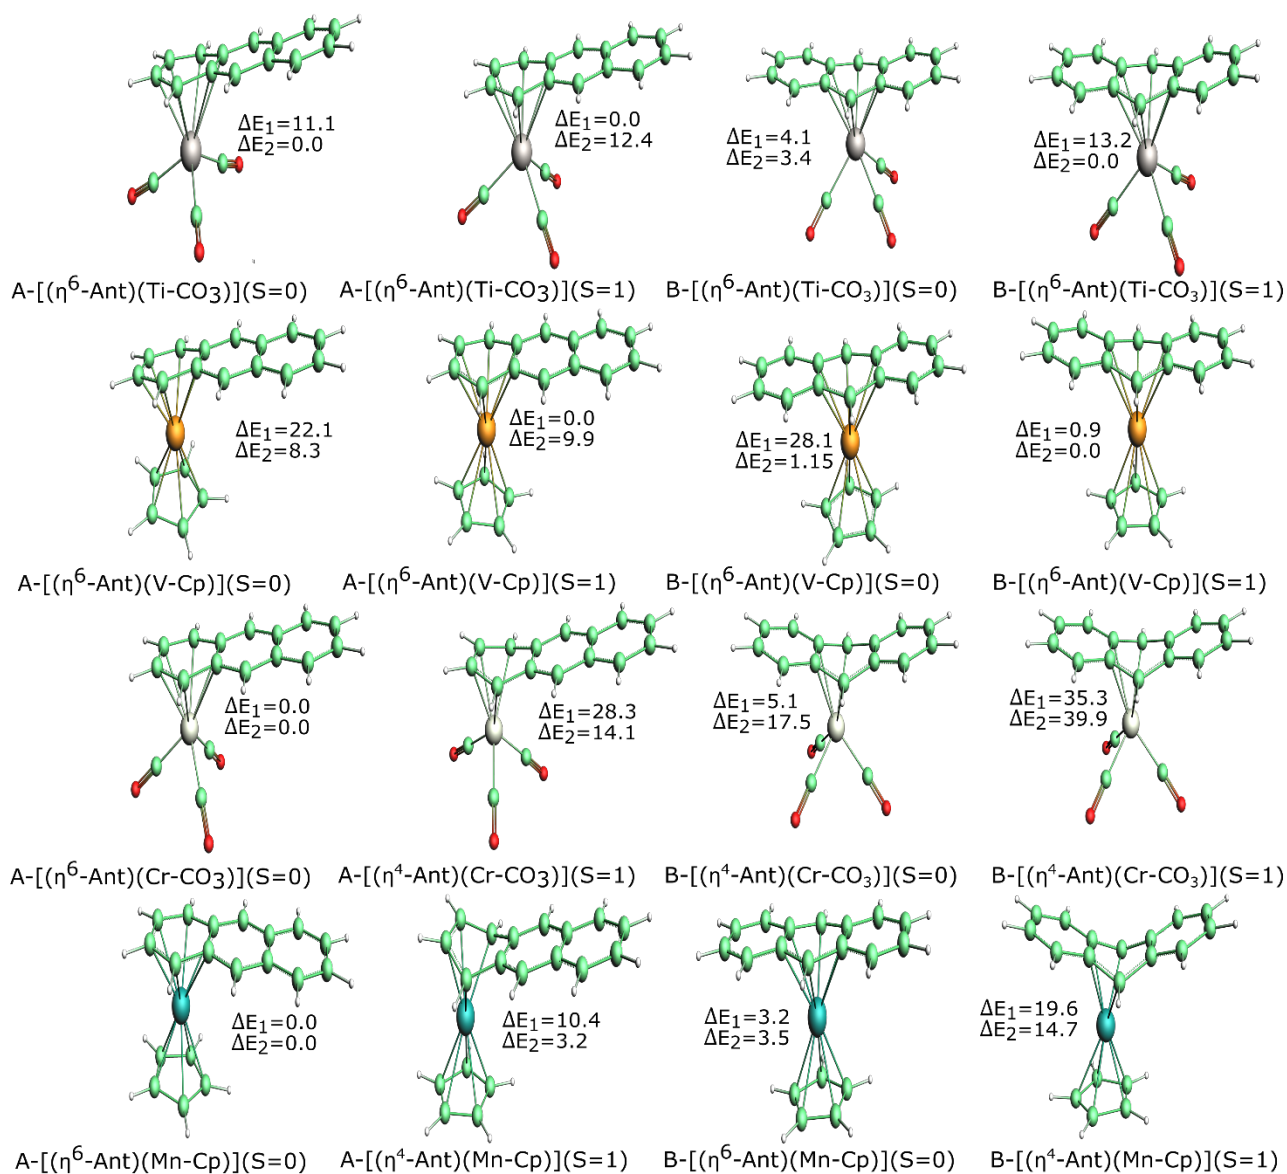 ΔE₁=11.1
ΔE₂=0.0
ΔE₁=0.0
ΔE₂=12.4
ΔE₁=4.1
ΔE₂=3.4
ΔE₁=13.2
ΔE₂=0.0
A-[(η⁶-Ant)(Ti-CO₃)](S=0)
A-[(η⁶-Ant)(Ti-CO₃)](S=1)
B-[(η⁶-Ant)(Ti-CO₃)](S=0)
B-[(η⁶-Ant)(Ti-CO₃)](S=1)
ΔE₁=22.1
ΔE₂=8.3
ΔE₁=0.0
ΔE₂=9.9
ΔE₁=28.1
ΔE₂=1.15
ΔE₁=0.9
ΔE₂=0.0
A-[(η⁶-Ant)(V-Cp)](S=0)
A-[(η⁶-Ant)(V-Cp)](S=1)
B-[(η⁶-Ant)(V-Cp)](S=0)
B-[(η⁶-Ant)(V-Cp)](S=1)
ΔE₁=0.0
ΔE₂=0.0
ΔE₁=28.3
ΔE₂=14.1
ΔE₁=5.1
ΔE₂=17.5
ΔE₁=35.3
ΔE₂=39.9
A-[(η⁶-Ant)(Cr-CO₃)](S=0)
A-[(η⁴-Ant)(Cr-CO₃)](S=1)
B-[(η⁴-Ant)(Cr-CO₃)](S=0)
B-[(η⁴-Ant)(Cr-CO₃)](S=1)
ΔE₁=0.0
ΔE₂=0.0
ΔE₁=10.4
ΔE₂=3.2
ΔE₁=3.2
ΔE₂=3.5
ΔE₁=19.6
ΔE₂=14.7
A-[(η⁶-Ant)(Mn-Cp)](S=0)
A-[(η⁴-Ant)(Mn-Cp)](S=1)
B-[(η⁶-Ant)(Mn-Cp)](S=0)
B-[(η⁴-Ant)(Mn-Cp)](S=1)